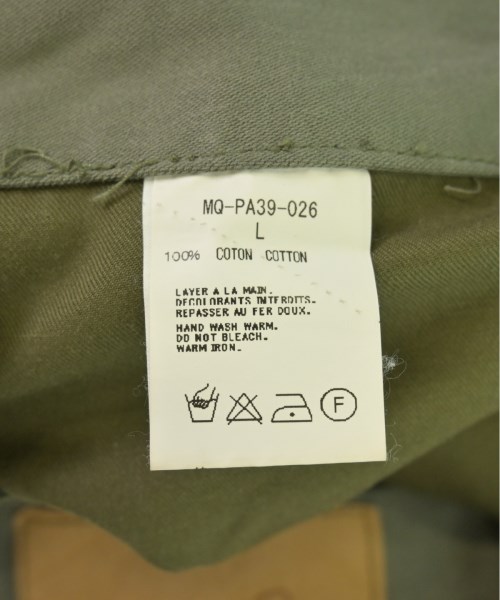 MQ-PA39-026
L
100% COTON COTTON
LAYER A LA MAIN.
DECOLORANTS INTERDITS.
REPASSER AU FER DOUX.
HAND WASH WARM.
DO NOT BLEACH.
WARM IRON.
F